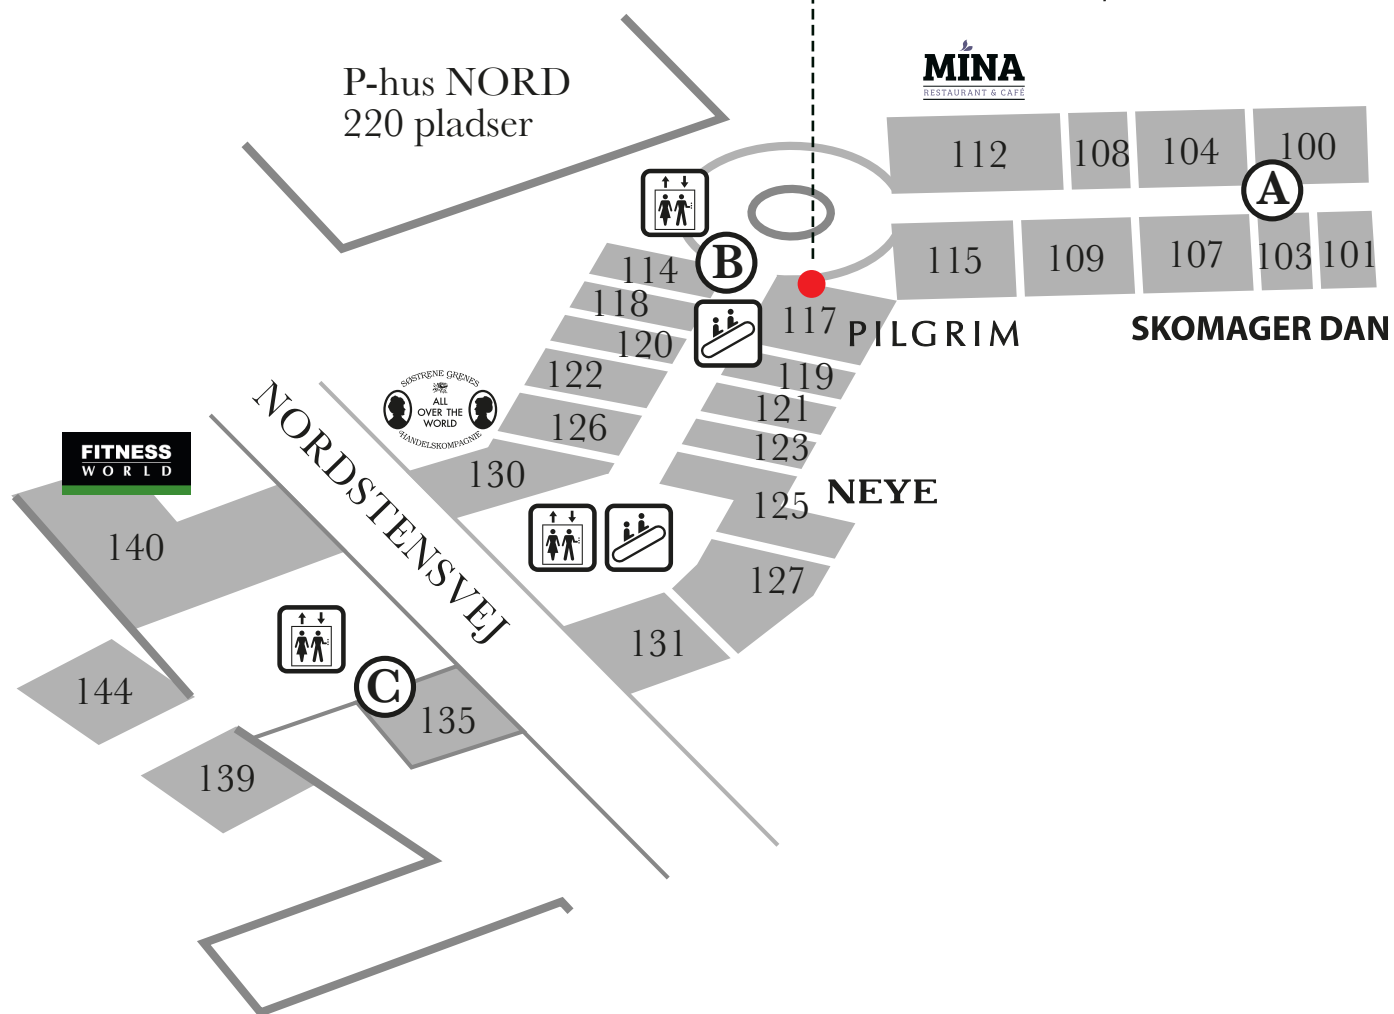 MINA
RESTAURANT & CAFÉ
P-hus NORD
220 pladser
112
108
104
100
A
115
109
107
103
101
SKOMAGER DAN
B
114
118
120
122
126
130
117
PILGRIM
119
121
123
125
NEYE
127
131
SØSTRENE GRENES
ALL
OVER THE
WORLD
HANDELSKOMPAGNIE
NORDSTENSVEJ
FITNESS
WORLD
140
144
C
135
139